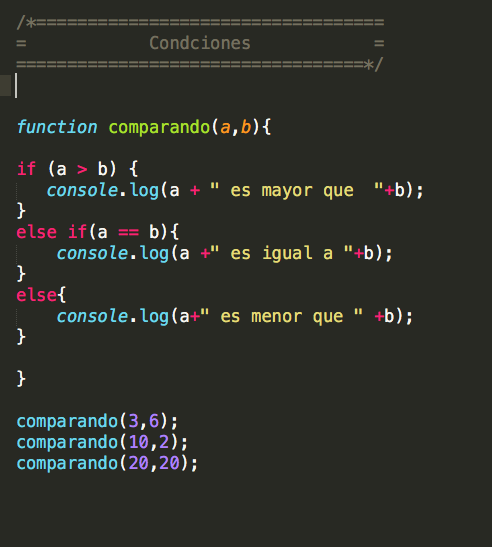 /*==================================
=            Condciones            =
==================================*/
function comparando(a,b){
if (a > b) {
   console.log(a + " es mayor que  "+b);
}
else if(a == b){
    console.log(a +" es igual a "+b);
}
else{
    console.log(a+" es menor que " +b);
}
}
comparando(3,6);
comparando(10,2);
comparando(20,20);